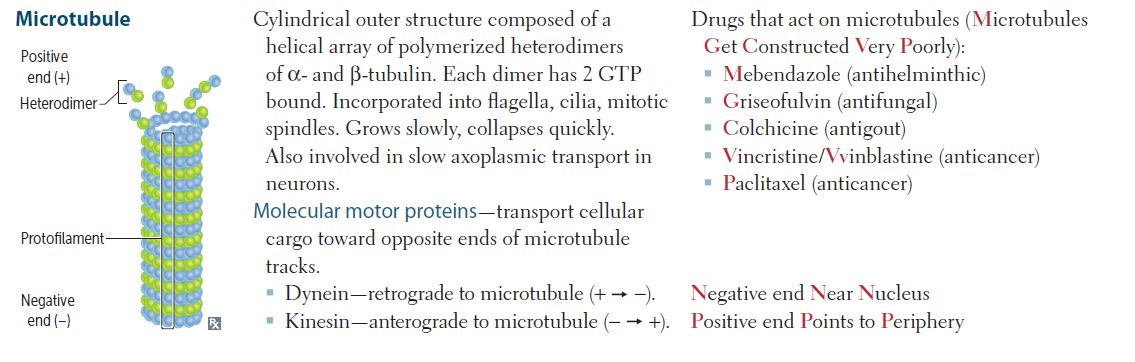 Microtubule
Positive
end (+)
Heterodimer
Protofilament
Negative
end (–)
Cylindrical outer structure composed of a
helical array of polymerized heterodimers
of α- and β-tubulin. Each dimer has 2 GTP
bound. Incorporated into flagella, cilia, mitotic
spindles. Grows slowly, collapses quickly.
Also involved in slow axoplasmic transport in
neurons.
Molecular motor proteins—transport cellular
cargo toward opposite ends of microtubule
tracks.
▪ Dynein—retrograde to microtubule (+ → −).
▪ Kinesin—anterograde to microtubule (− → +).
Drugs that act on microtubules (Microtubules
Get Constructed Very Poorly):
▪ Mebendazole (antihelminthic)
▪ Griseofulvin (antifungal)
▪ Colchicine (antigout)
▪ Vincristine/Vvinblastine (anticancer)
▪ Paclitaxel (anticancer)
Negative end Near Nucleus
Positive end Points to Periphery
℞